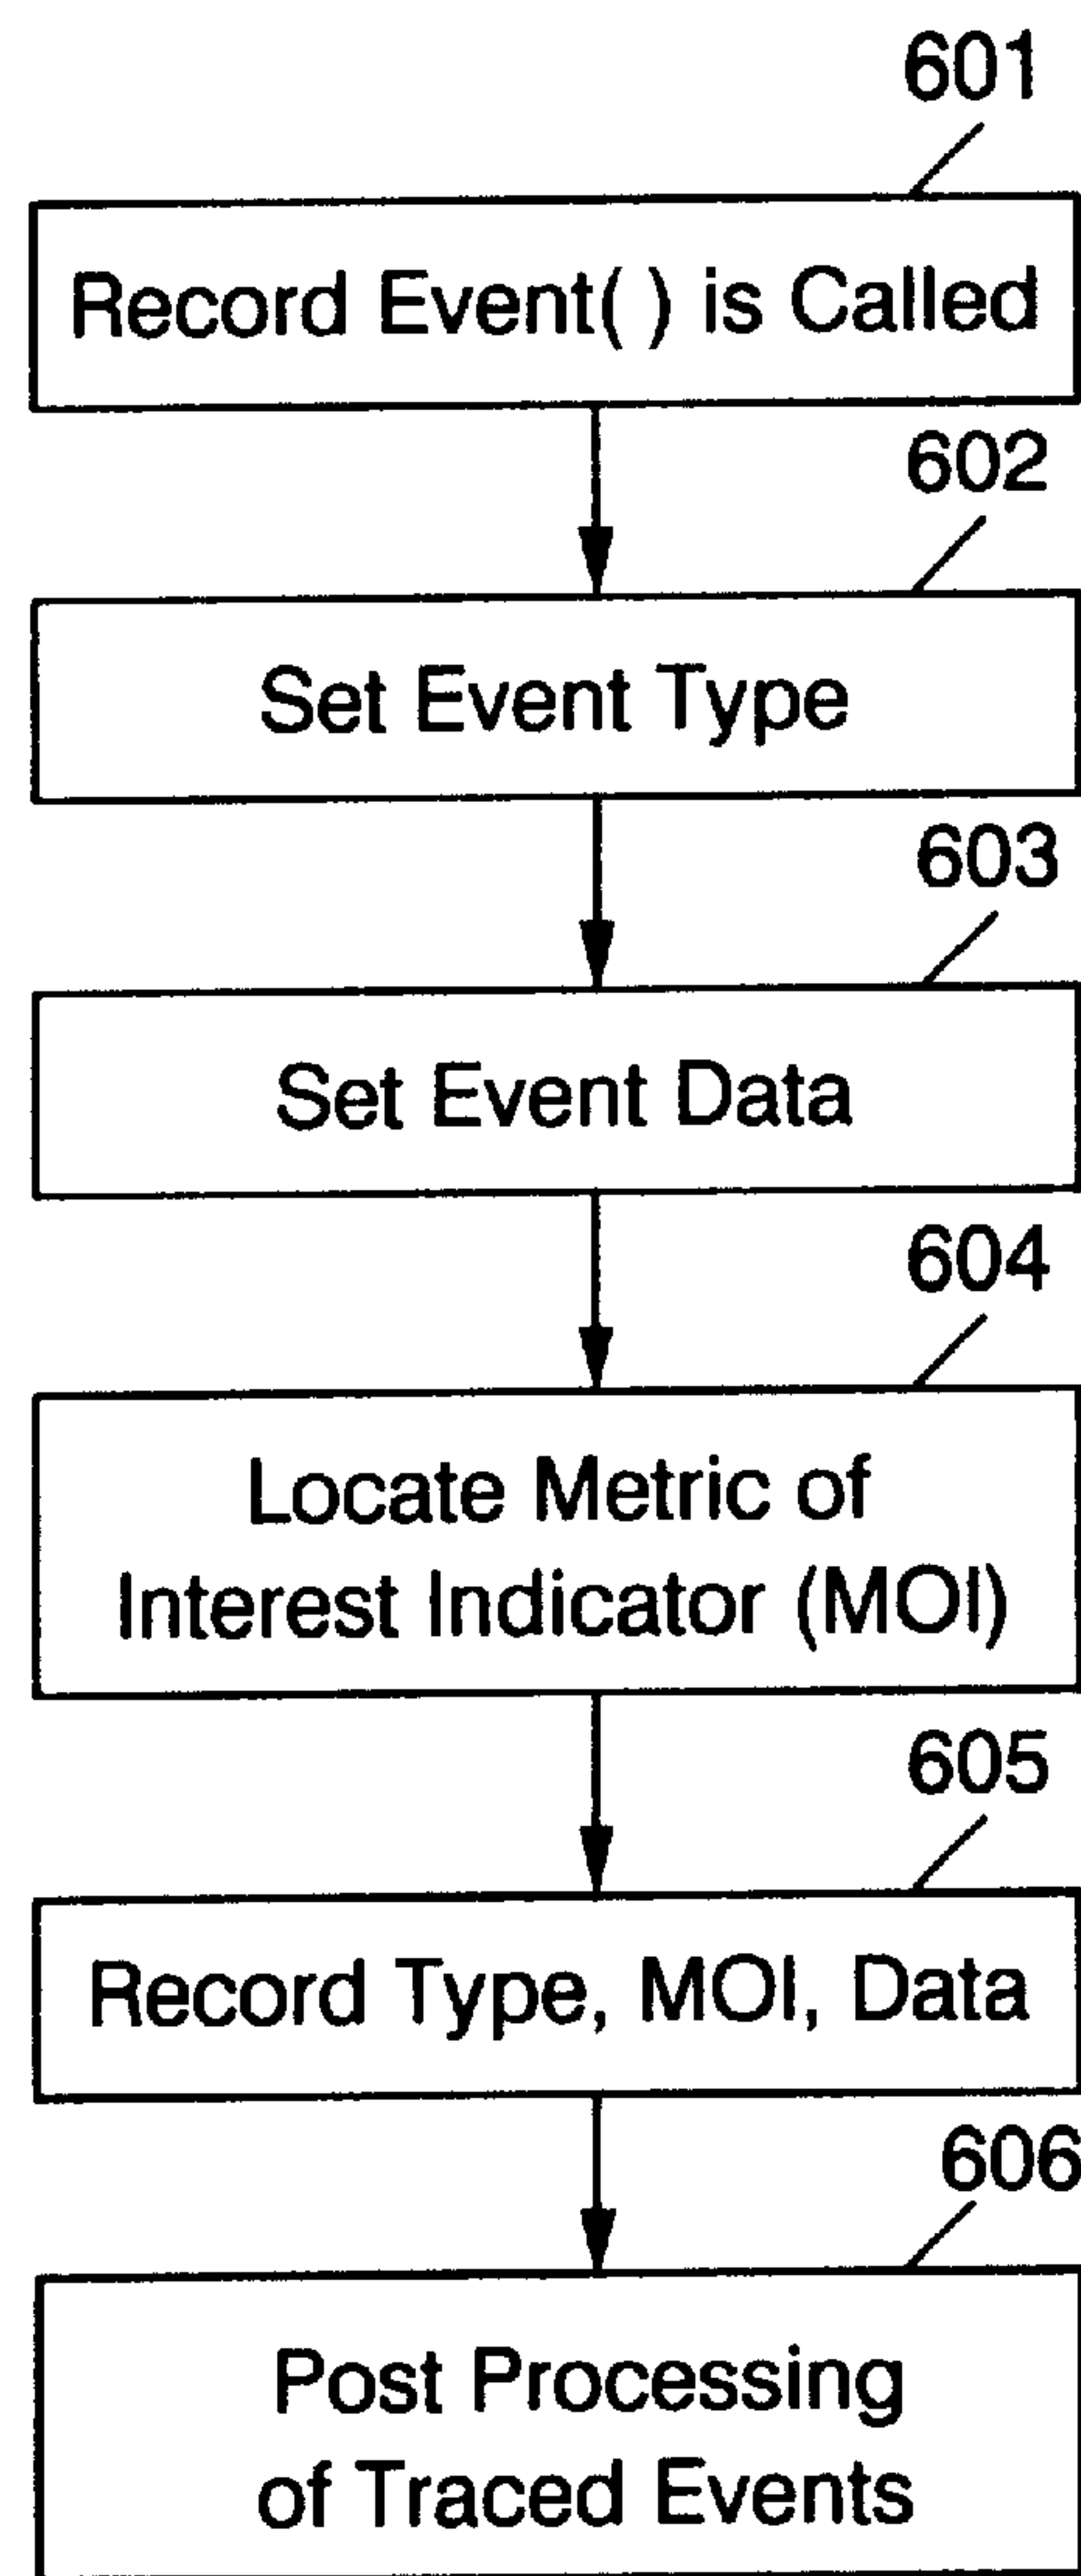 601
Record Event( ) is Called
602
Set Event Type
603
Set Event Data
604
Locate Metric of
Interest Indicator (MOI)
605
Record Type, MOI, Data
606
Post Processing
of Traced Events